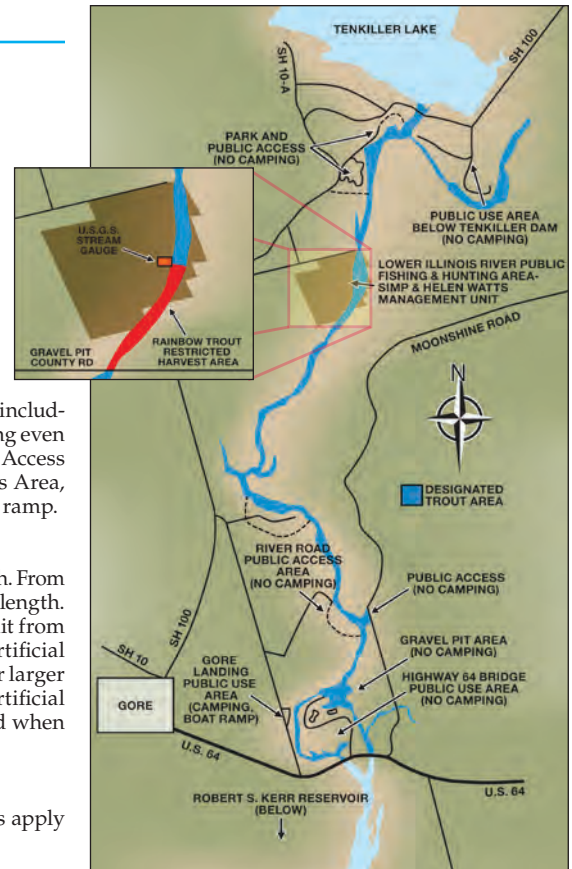 TENKILLER LAKE
SH 10-A
SH 100
PARK AND
PUBLIC ACCESS
(NO CAMPING)
PUBLIC USE AREA
BELOW TENKILLER DAM
(NO CAMPING)
U.S.G.S.
STREAM
GAUGE
RAINBOW TROUT
RESTRICTED
HARVEST AREA
GRAVEL PIT
COUNTY RD
LOWER ILLINOIS RIVER PUBLIC
FISHING & HUNTING AREA-
SIMP & HELEN WATTS
MANAGEMENT UNIT
MOONSHINE ROAD
N
DESIGNATED
TROUT AREA
includ-
ng even
Access
s Area,
ramp.
n. From
length.
it from
rtificial
r larger
rtificial
d when
s apply
RIVER ROAD
PUBLIC ACCESS
AREA
(NO CAMPING)
PUBLIC ACCESS
(NO CAMPING)
GRAVEL PIT AREA
(NO CAMPING)
HIGHWAY 64 BRIDGE
PUBLIC USE AREA
(NO CAMPING)
SH 100
SH 10
GORE
GORE
LANDING
PUBLIC USE
AREA
(CAMPING,
BOAT RAMP)
U.S. 64
U.S. 64
ROBERT S. KERR RESERVOIR
(BELOW)